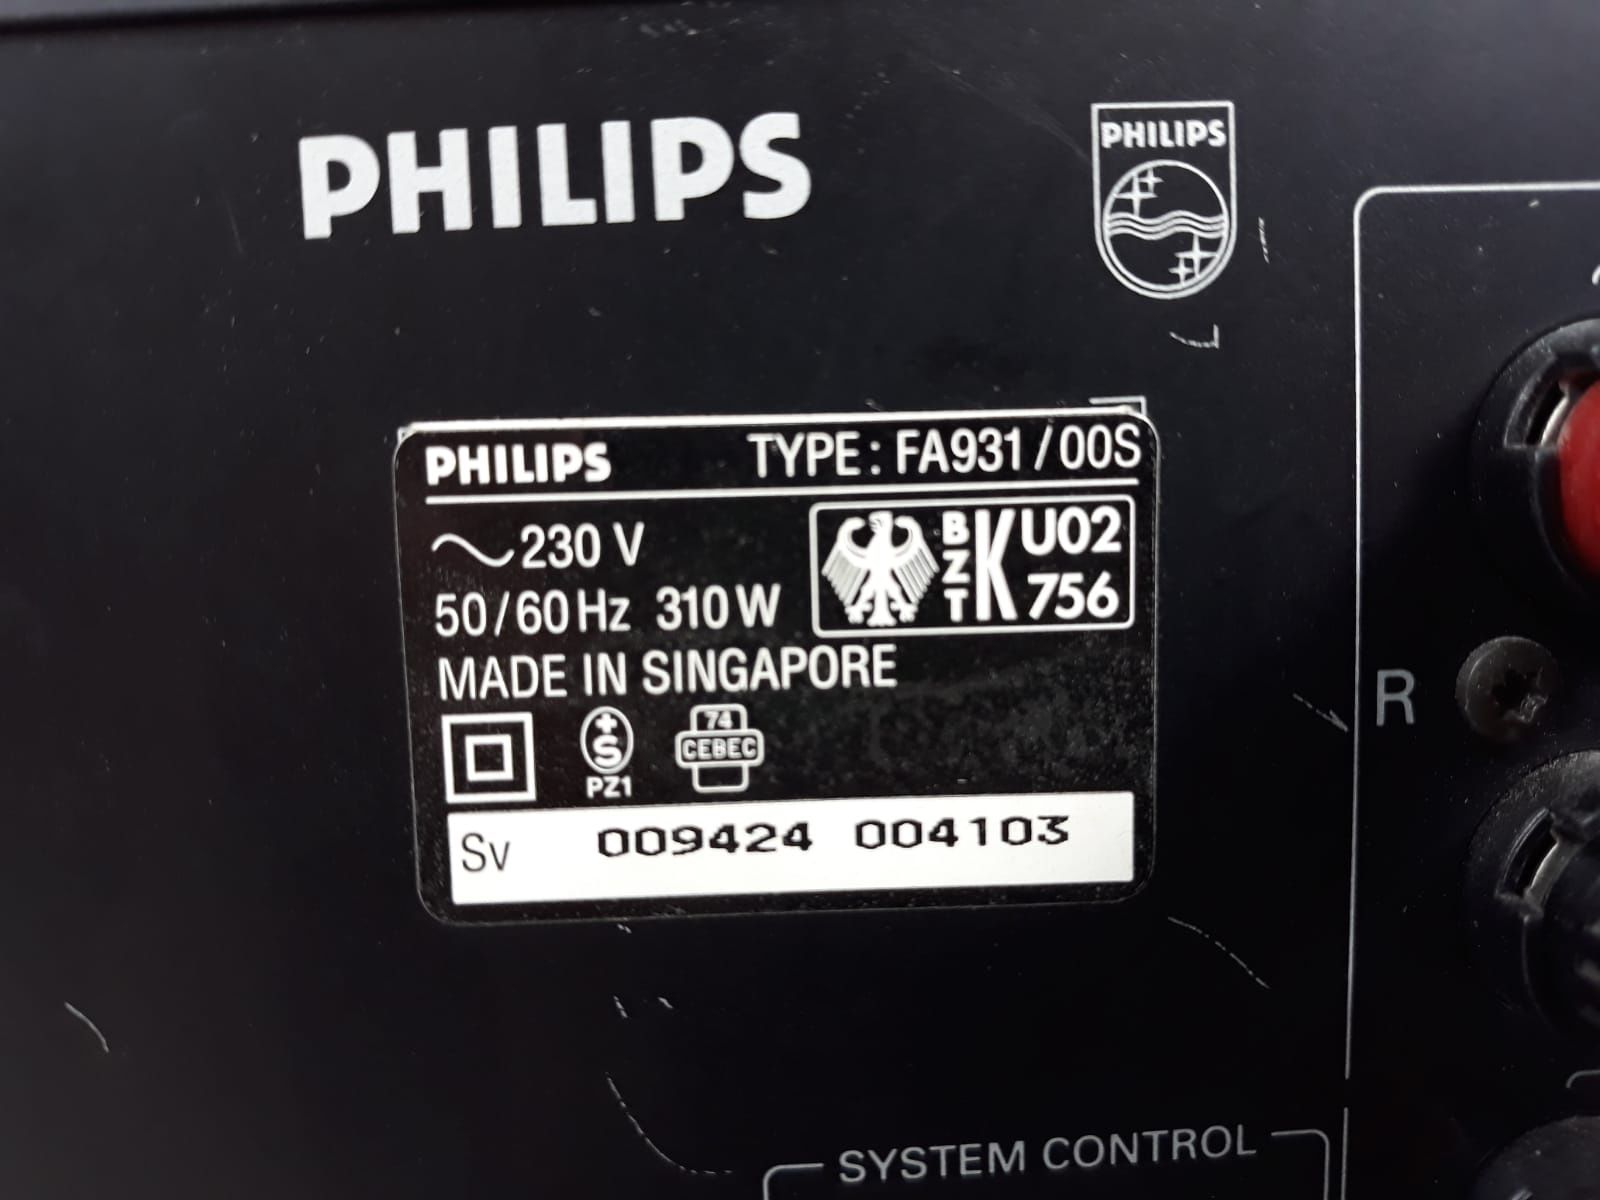 PHILIPS
PHILIPS
PHILIPS TYPE: FA931/00S
~230 V
50/60 Hz 310 W
BZT K U02 756
MADE IN SINGAPORE
+S PZ1
74 CEBEC
Sv 009424 004103
R
SYSTEM CONTROL